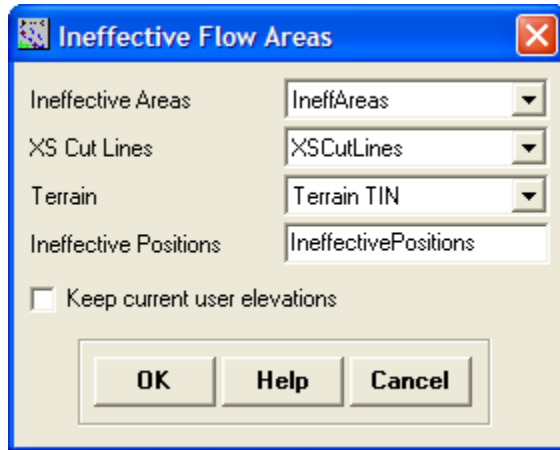 Ineffective Flow Areas
Ineffective Areas IneffAreas
XS Cut Lines XSCutLines
Terrain Terrain TIN
Ineffective Positions IneffectivePositions
Keep current user elevations
OK Help Cancel